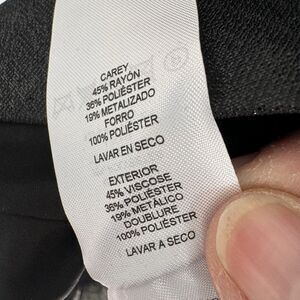 CAREY
45% RAYÓN
36% POLIÉSTER
19% METALIZADO
FORRO
100% POLIÉSTER
LAVAR EN SECO
EXTERIOR
45% VISCOSE
36% POLIÉSTER
19% METÁLICO
DOUBLURE
100% POLIÉSTER
LAVAR A SECO